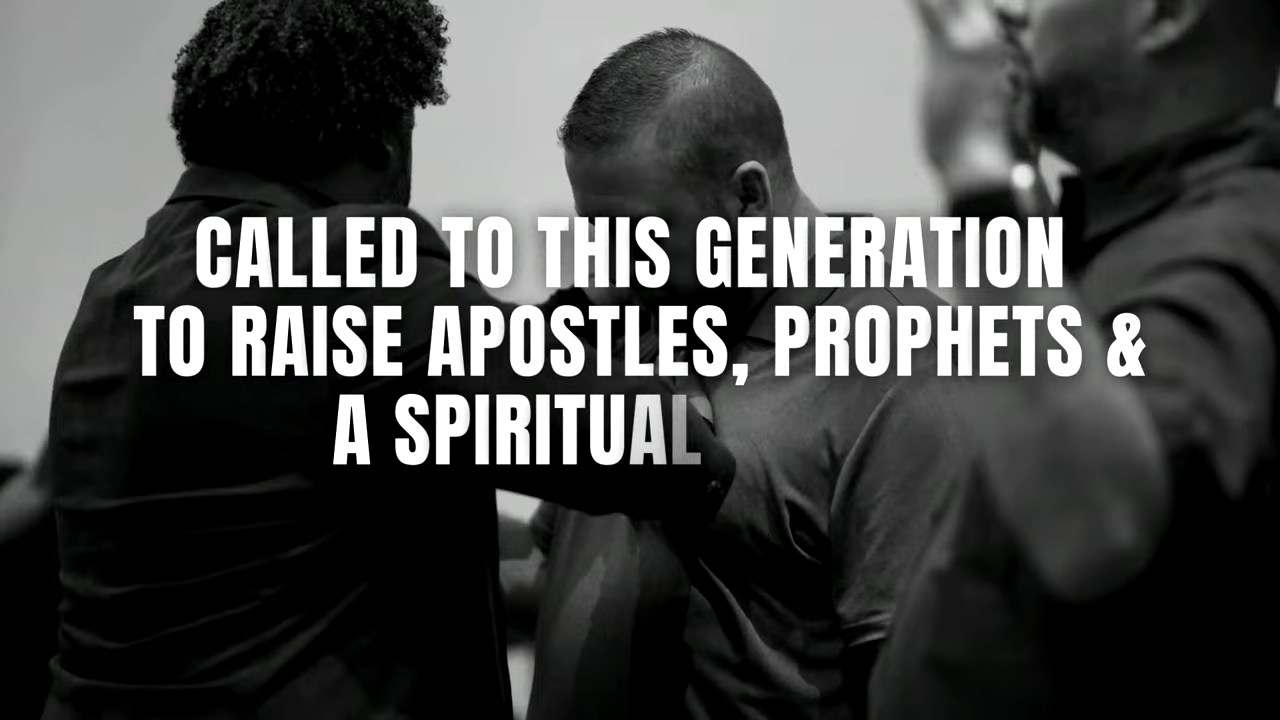 CALLED TO THIS GENERATION
TO RAISE APOSTLES, PROPHETS &
A SPIRITUAL